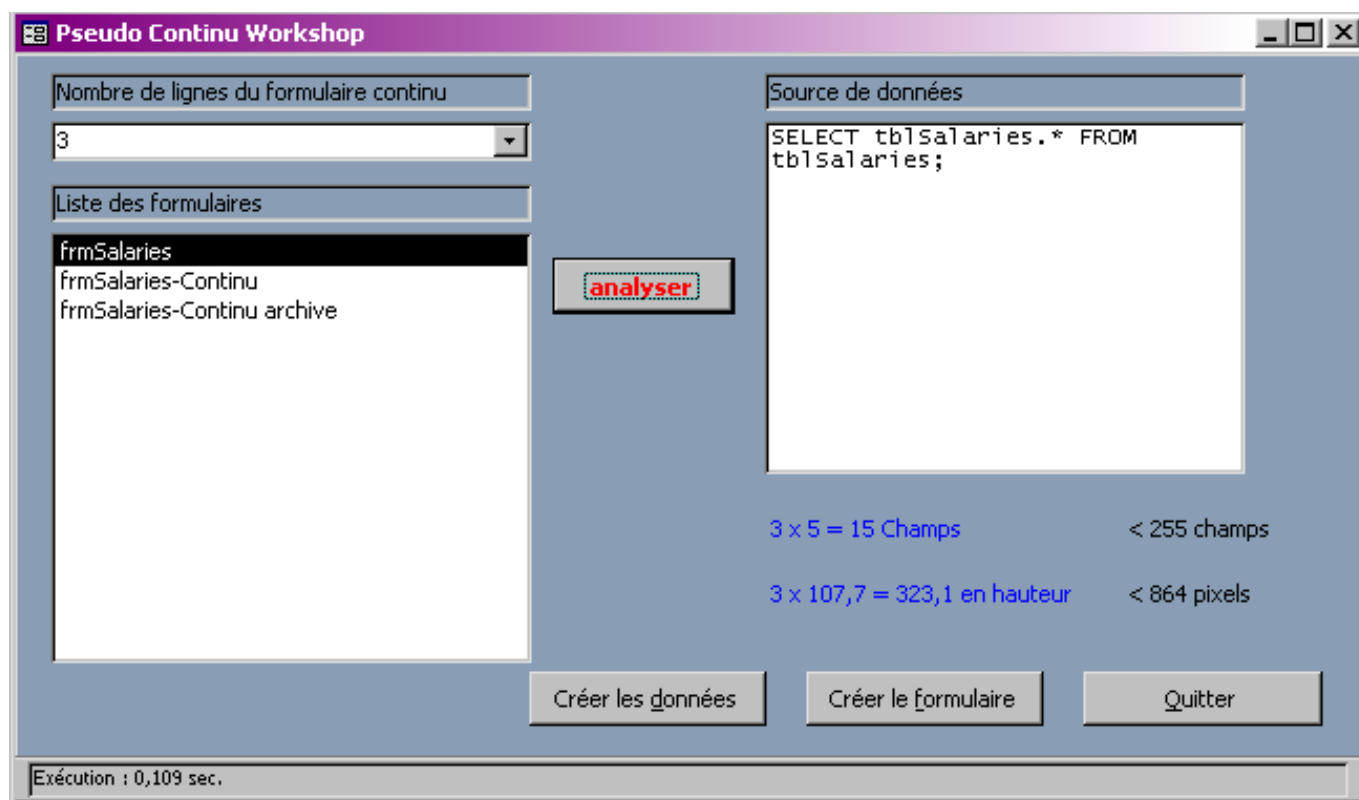 Pseudo Continu Workshop
Nombre de lignes du formulaire continu
3
Liste des formulaires
frmSalaries
frmSalaries-Continu
frmSalaries-Continu archive
analyser
Source de données
SELECT tblSalaries.* FROM
tblSalaries;
3 x 5 = 15 Champs < 255 champs
3 x 107,7 = 323,1 en hauteur < 864 pixels
Créer les données Créer le formulaire Quitter
Exécution : 0,109 sec.